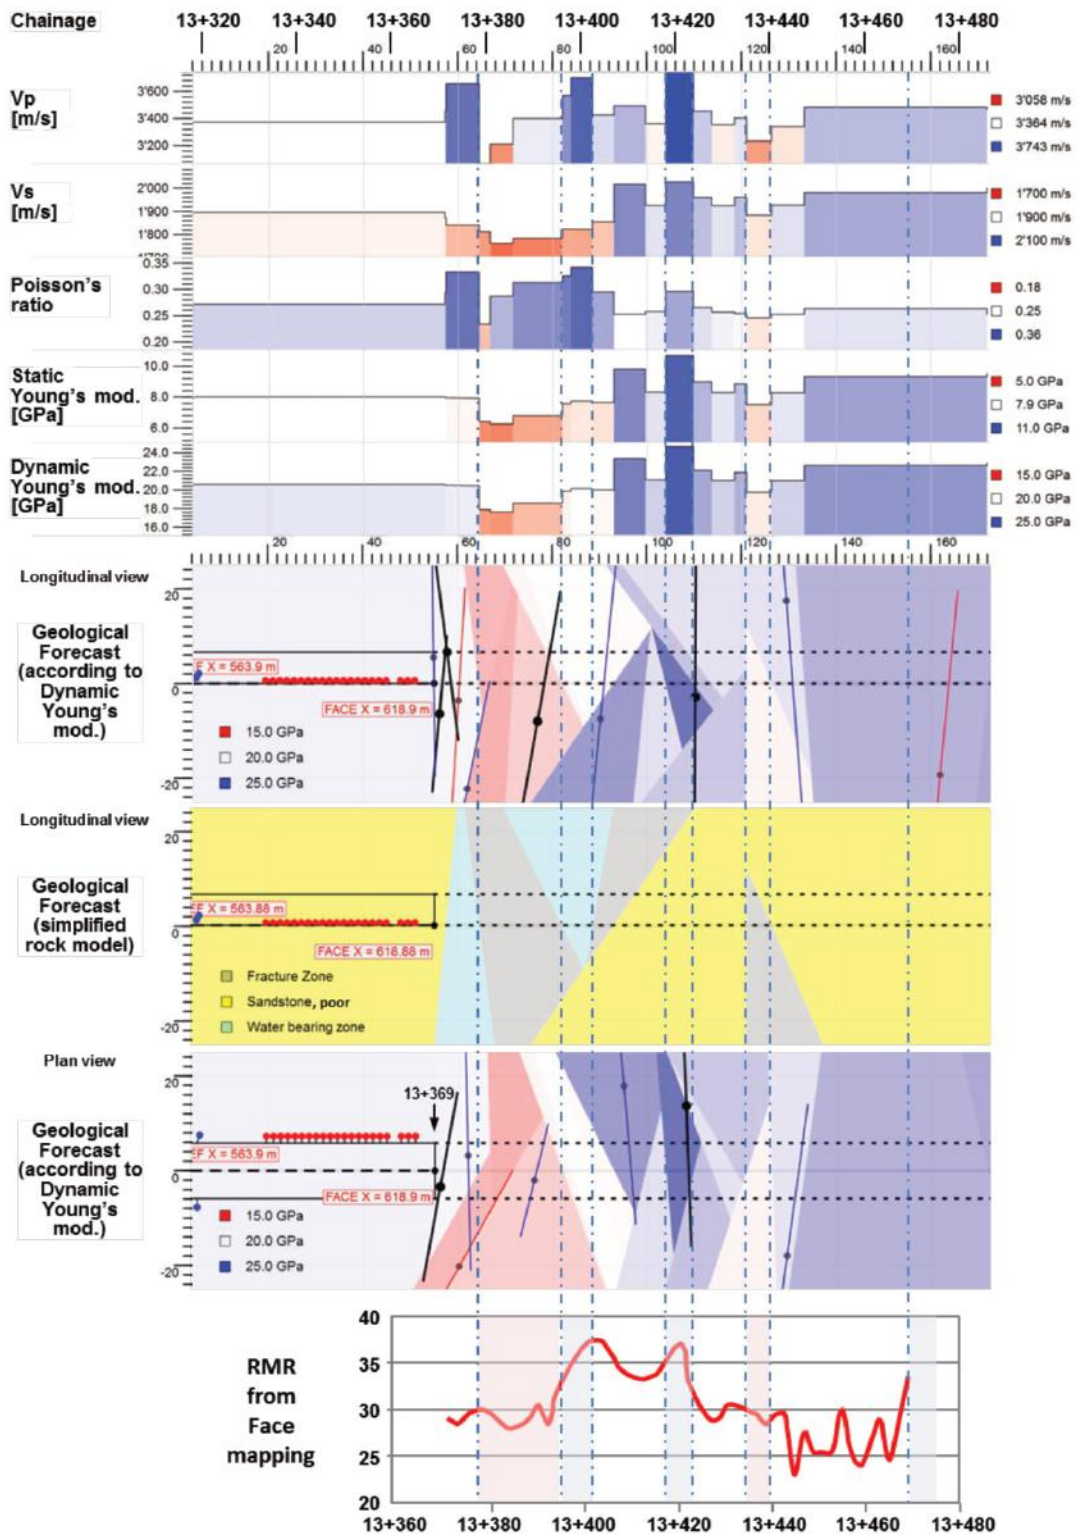 Chainage 13+320 13+360 13+380 13+400 13+420 13+440 13+460 13+480
20 40 60 80 100 120 140 160
Vp
[m/s]
3'600
3'400
3'200
3'058 m/s
3'364 m/s
3'743 m/s
Vs
[m/s]
2'000
1'900
1'800
1'700 m/s
1'900 m/s
2'100 m/s
Poisson's
ratio
0.35
0.30
0.25
0.20
0.18
0.25
0.36
Static
Young's mod.
[GPa]
10.0
8.0
6.0
5.0 GPa
7.9 GPa
11.0 GPa
Dynamic
Young's mod.
[GPa]
24.0
22.0
20.0
18.0
16.0
15.0 GPa
20.0 GPa
25.0 GPa
20 40 60 80 100 120 140 160
Longitudinal view
Geological
Forecast
(according to
Dynamic
Young's
mod.)
20
0
-20
F X = 563.9 m
FACE X = 618.9 m
15.0 GPa
20.0 GPa
25.0 GPa
Longitudinal view
Geological
Forecast
(simplified
rock model)
20
0
-20
F X = 563.88 m
FACE X = 618.88 m
Fracture Zone
Sandstone, poor
Water bearing zone
Plan view
Geological
Forecast
(according to
Dynamic
Young's
mod.)
20
0
-20
13+369
F X = 563.9 m
FACE X = 618.9 m
15.0 GPa
20.0 GPa
25.0 GPa
RMR
from
Face
mapping
40
35
30
25
20
13+360 13+380 13+400 13+420 13+440 13+460 13+480